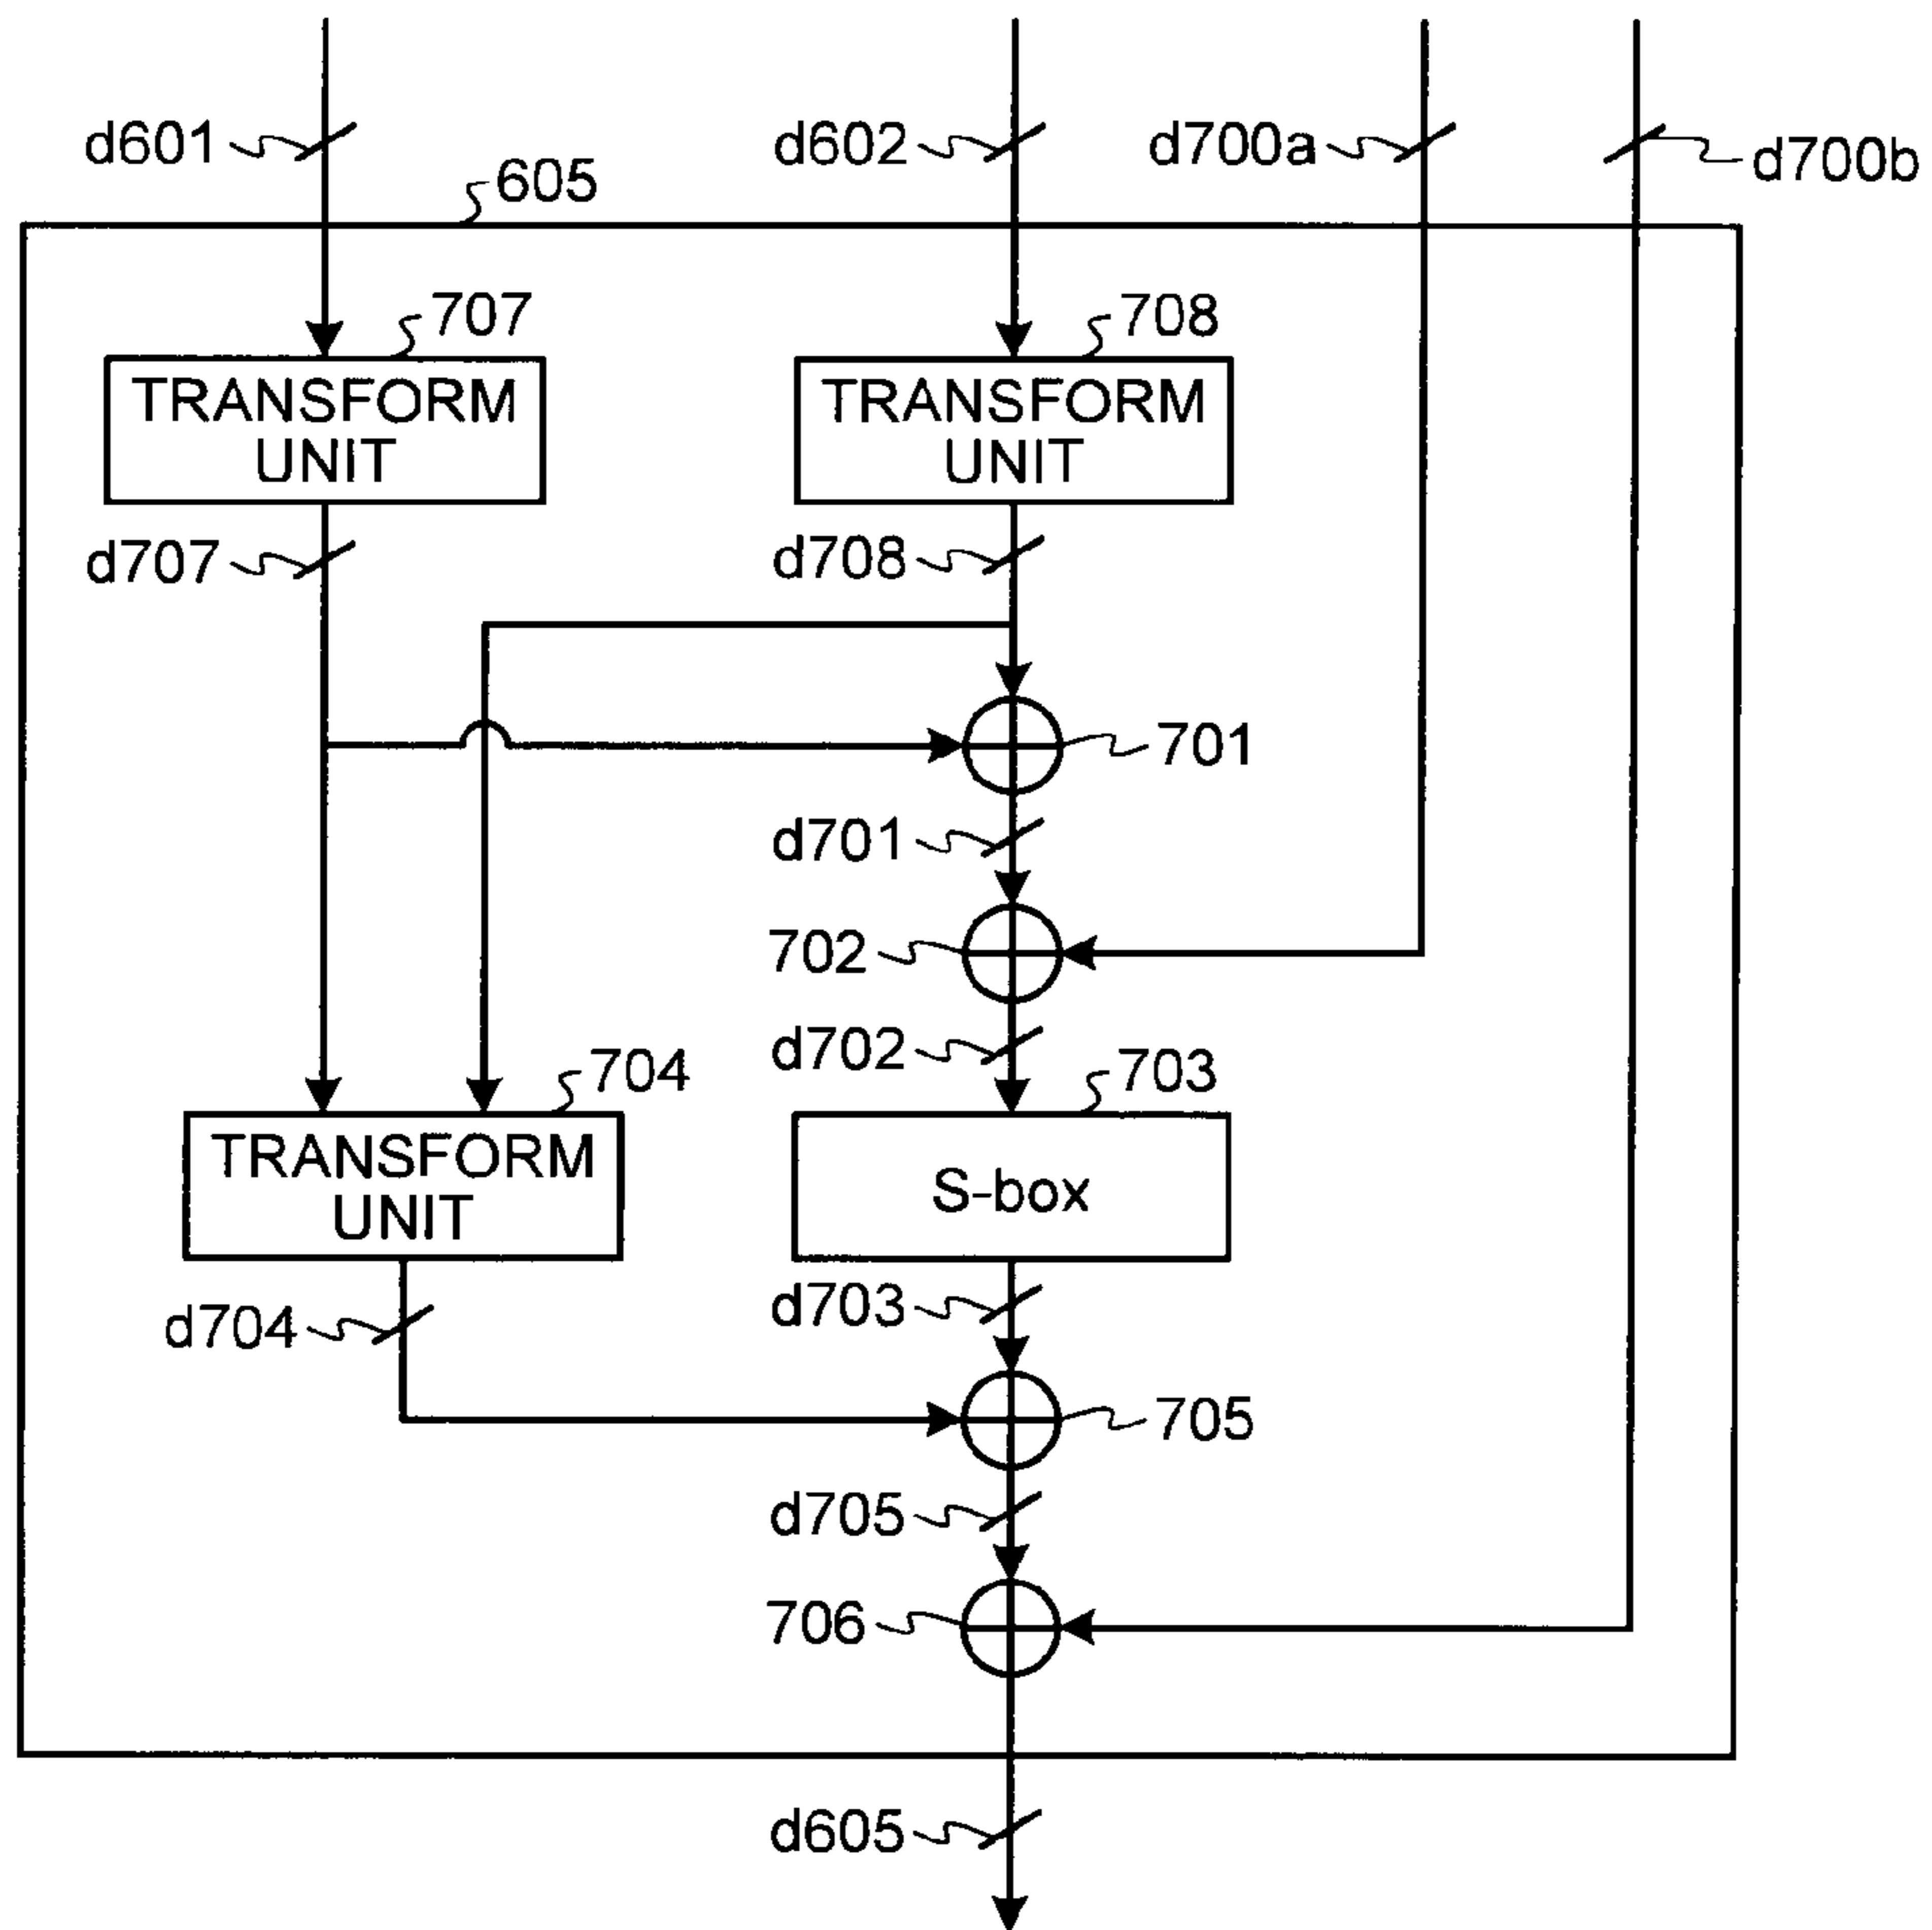 d601
d602
d700a
d700b
605
707
708
TRANSFORM
UNIT
TRANSFORM
UNIT
d707
d708
701
d701
702
d702
704
703
TRANSFORM
UNIT
S-box
d703
d704
705
d705
706
d605